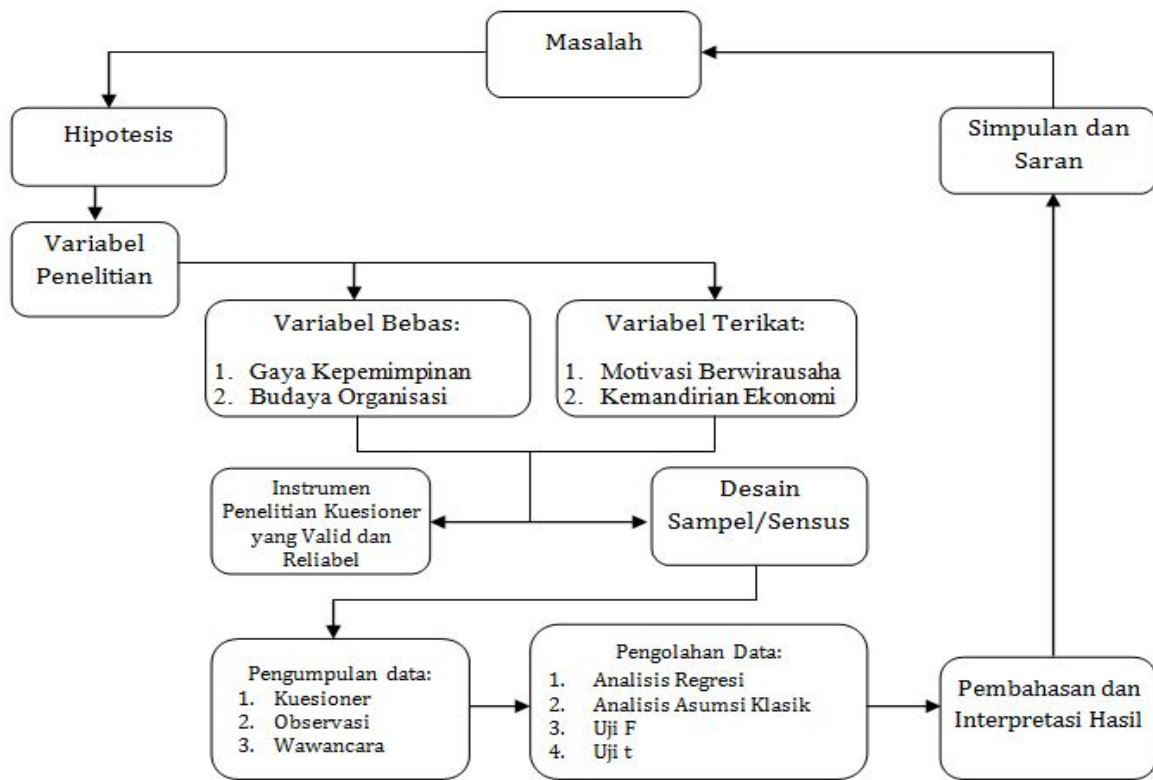 Masalah
Hipotesis
Simpulan dan
Saran
Variabel
Penelitian
Variabel Bebas:
1. Gaya Kepemimpinan
2. Budaya Organisasi
Variabel Terikat:
1. Motivasi Berwirausaha
2. Kemandirian Ekonomi
Instrumen
Penelitian Kuesioner
yang Valid dan
Reliabel
Desain
Sampel/Sensus
Pengumpulan data:
1. Kuesioner
2. Observasi
3. Wawancara
Pengolahan Data:
1. Analisis Regresi
2. Analisis Asumsi Klasik
3. Uji F
4. Uji t
Pembahasan dan
Interpretasi Hasil